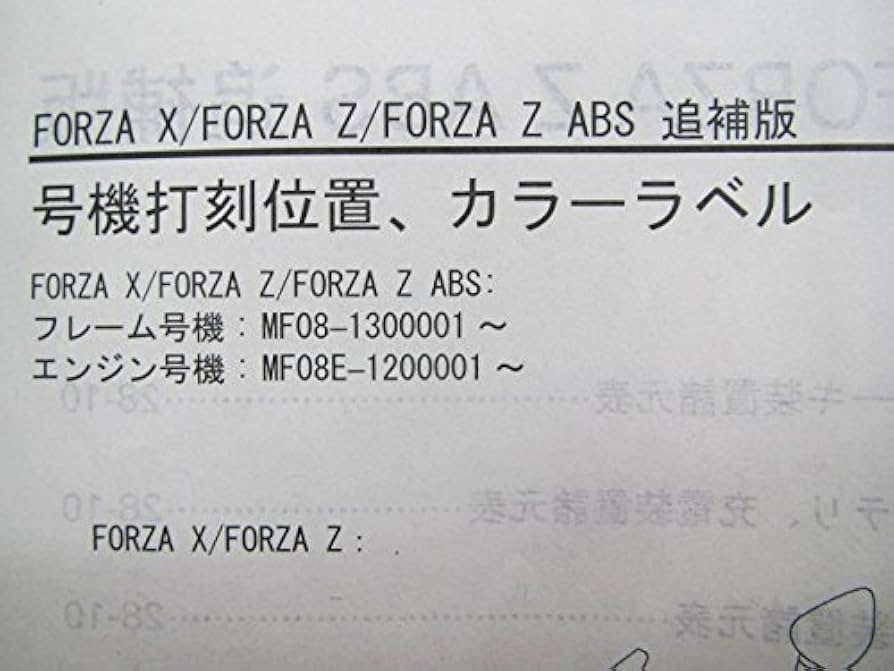 FORZA X/FORZA Z/FORZA Z ABS 追補版
号機打刻位置、カラーラベル
FORZA X/FORZA Z/FORZA Z ABS:
フレーム号機：MF08-1300001～
エンジン号機：MF08E-1200001～
FORZA X/FORZA Z：